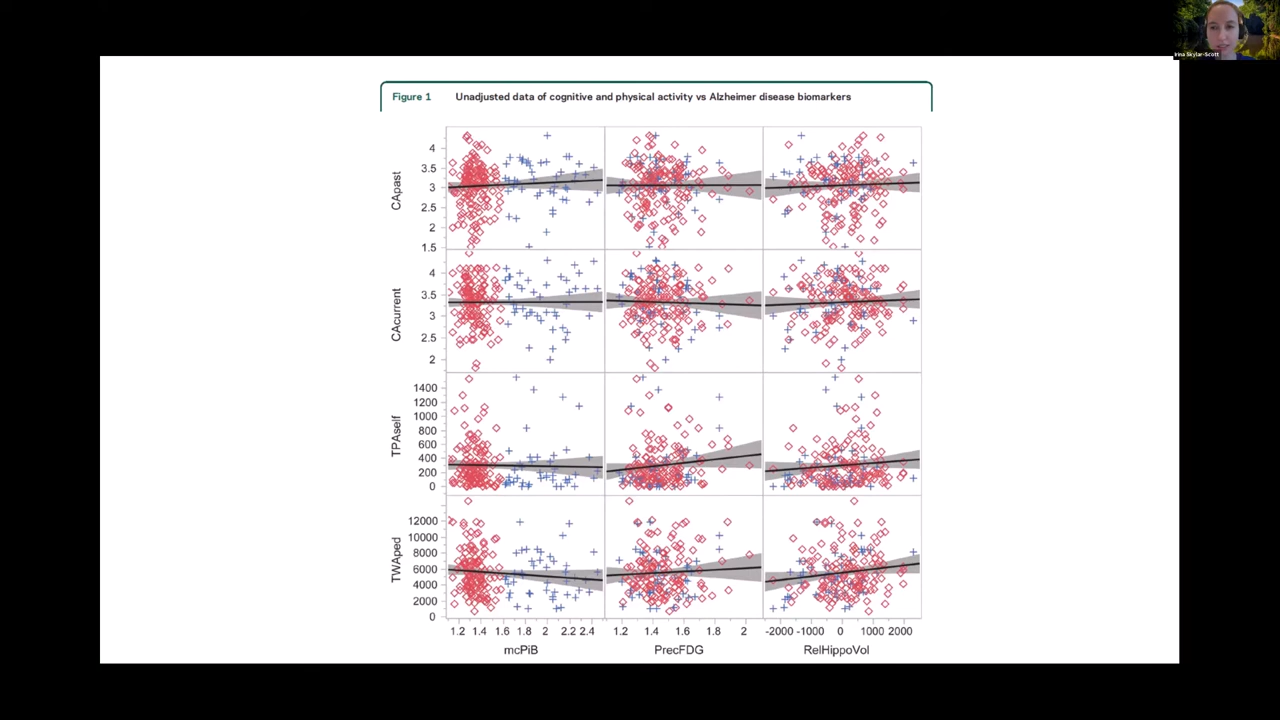 Irina Skylar-Scott
Figure 1 Unadjusted data of cognitive and physical activity vs Alzheimer disease biomarkers
CApast
4
3.5
3
2.5
2
1.5
CAcurrent
4
3.5
3
2.5
2
TPAself
1400
1200
1000
800
600
400
200
0
TWAped
12000
10000
8000
6000
4000
2000
0
1.2 1.4 1.6 1.8 2 2.2 2.4
1.2 1.4 1.6 1.8 2
-2000 -1000 0 1000 2000
mcPiB
PrecFDG
RelHippoVol